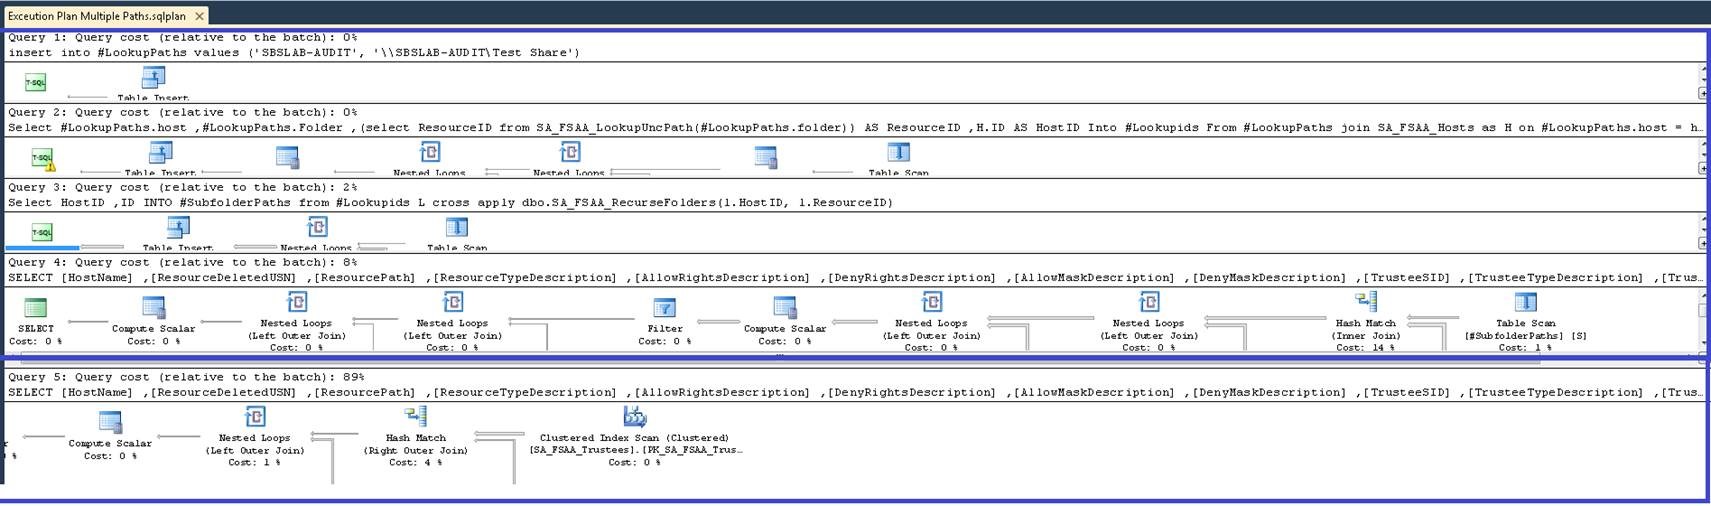 Exceution Plan Multiple Paths.sqlplan
Query 1: Query cost (relative to the batch): 0%
insert into #LookupPaths values ('SBSLAB-AUDIT', '\\SBSLAB-AUDIT\Test Share')
T-SQL
Table Insert
Query 2: Query cost (relative to the batch): 0%
Select #LookupPaths.host ,#LookupPaths.Folder ,(select ResourceID from SA_FSAA_LookupUncPath(#LookupPaths.folder)) AS ResourceID ,H.ID AS HostID Into #Lookupids From #LookupPaths join SA_FSAA_Hosts as H on #LookupPaths.host = h...
T-SQL
Table Insert Nested Loops Nested Loops Table Scan
Query 3: Query cost (relative to the batch): 2%
Select HostID ,ID INTO #SubfolderPaths from #Lookupids L cross apply dbo.SA_FSAA_RecurseFolders(l.HostID, l.ResourceID)
T-SQL
Table Insert Nested Loops Table Scan
Query 4: Query cost (relative to the batch): 8%
SELECT [HostName] ,[ResourceDeletedUSN] ,[ResourcePath] ,[ResourceTypeDescription] ,[AllowRightsDescription] ,[DenyRightsDescription] ,[AllowMaskDescription] ,[DenyMaskDescription] ,[TrusteeSID] ,[TrusteeTypeDescription] ,[Trus...
SELECT Compute Scalar Nested Loops Nested Loops Filter Compute Scalar Nested Loops Nested Loops Hash Match Table Scan
Cost: 0 % Cost: 0 % (Left Outer Join) (Left Outer Join) Cost: 0 % Cost: 0 % (Left Outer Join) (Left Outer Join) (Inner Join) [#SubfolderPaths] [S]
Cost: 0 % Cost: 0 % Cost: 0 % Cost: 0 % Cost: 14 % Cost: 1 %
Query 5: Query cost (relative to the batch): 89%
SELECT [HostName] ,[ResourceDeletedUSN] ,[ResourcePath] ,[ResourceTypeDescription] ,[AllowRightsDescription] ,[DenyRightsDescription] ,[AllowMaskDescription] ,[DenyMaskDescription] ,[TrusteeSID] ,[TrusteeTypeDescription] ,[Trus...
r Compute Scalar Nested Loops Hash Match Clustered Index Scan (Clustered)
% Cost: 0 % (Left Outer Join) (Right Outer Join) [SA_FSAA_Trustees].[PK_SA_FSAA_Trus...
Cost: 1 % Cost: 4 % Cost: 0 %